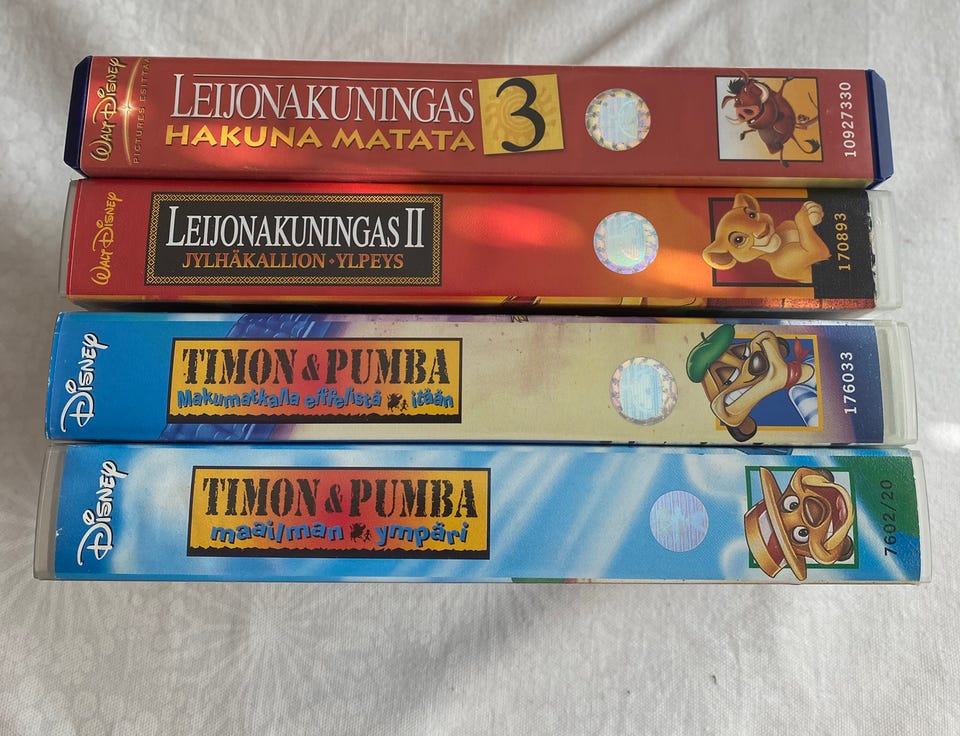 WALT DISNEY
PICTURES ESITTÄÄ
LEIJONAKUNINGAS 3
HAKUNA MATATA
10927330
WALT DISNEY
LEIJONAKUNINGAS II
JYLHÄKALLION · YLPEYS
170893
DISNEY
TIMON & PUMBA
Makumatkalla eiffelistä itään
176033
DISNEY
TIMON & PUMBA
maailman ympäri
7602/20